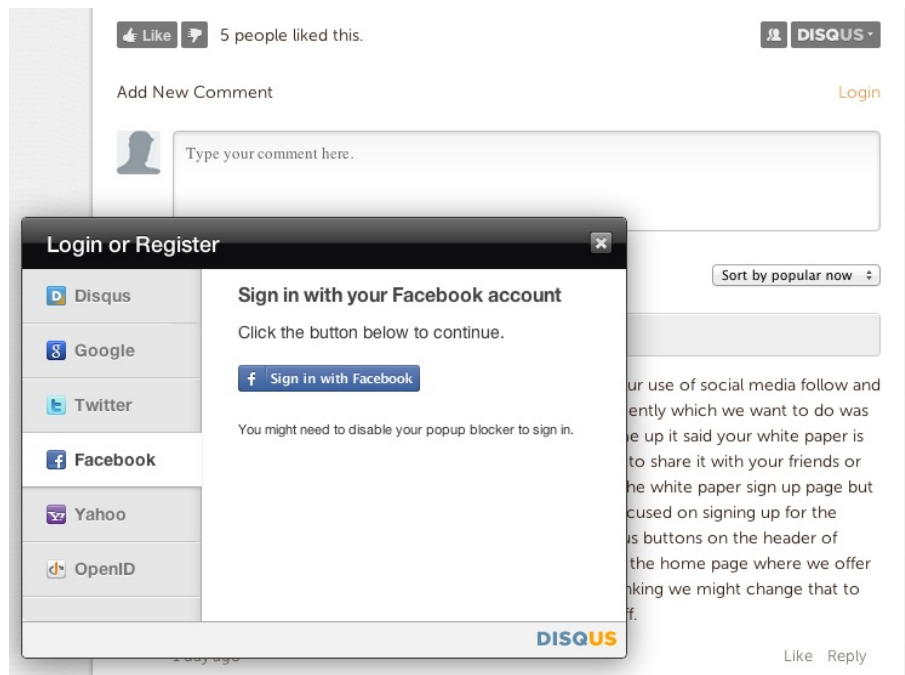 Like 5 people liked this. DISQUS
Add New Comment Login
Type your comment here.
Login or Register
Sort by popular now
Disqus
Google
Twitter
Facebook
Yahoo
OpenID
Sign in with your Facebook account
Click the button below to continue.
f Sign in with Facebook
You might need to disable your popup blocker to sign in.
DISQUS
use of social media follow and
which we want to do was
up it said your white paper is
to share it with your friends or
white paper sign up page but
on signing up for the
buttons on the header of
the home page where we offer
we might change that to
1 day ago
Like Reply